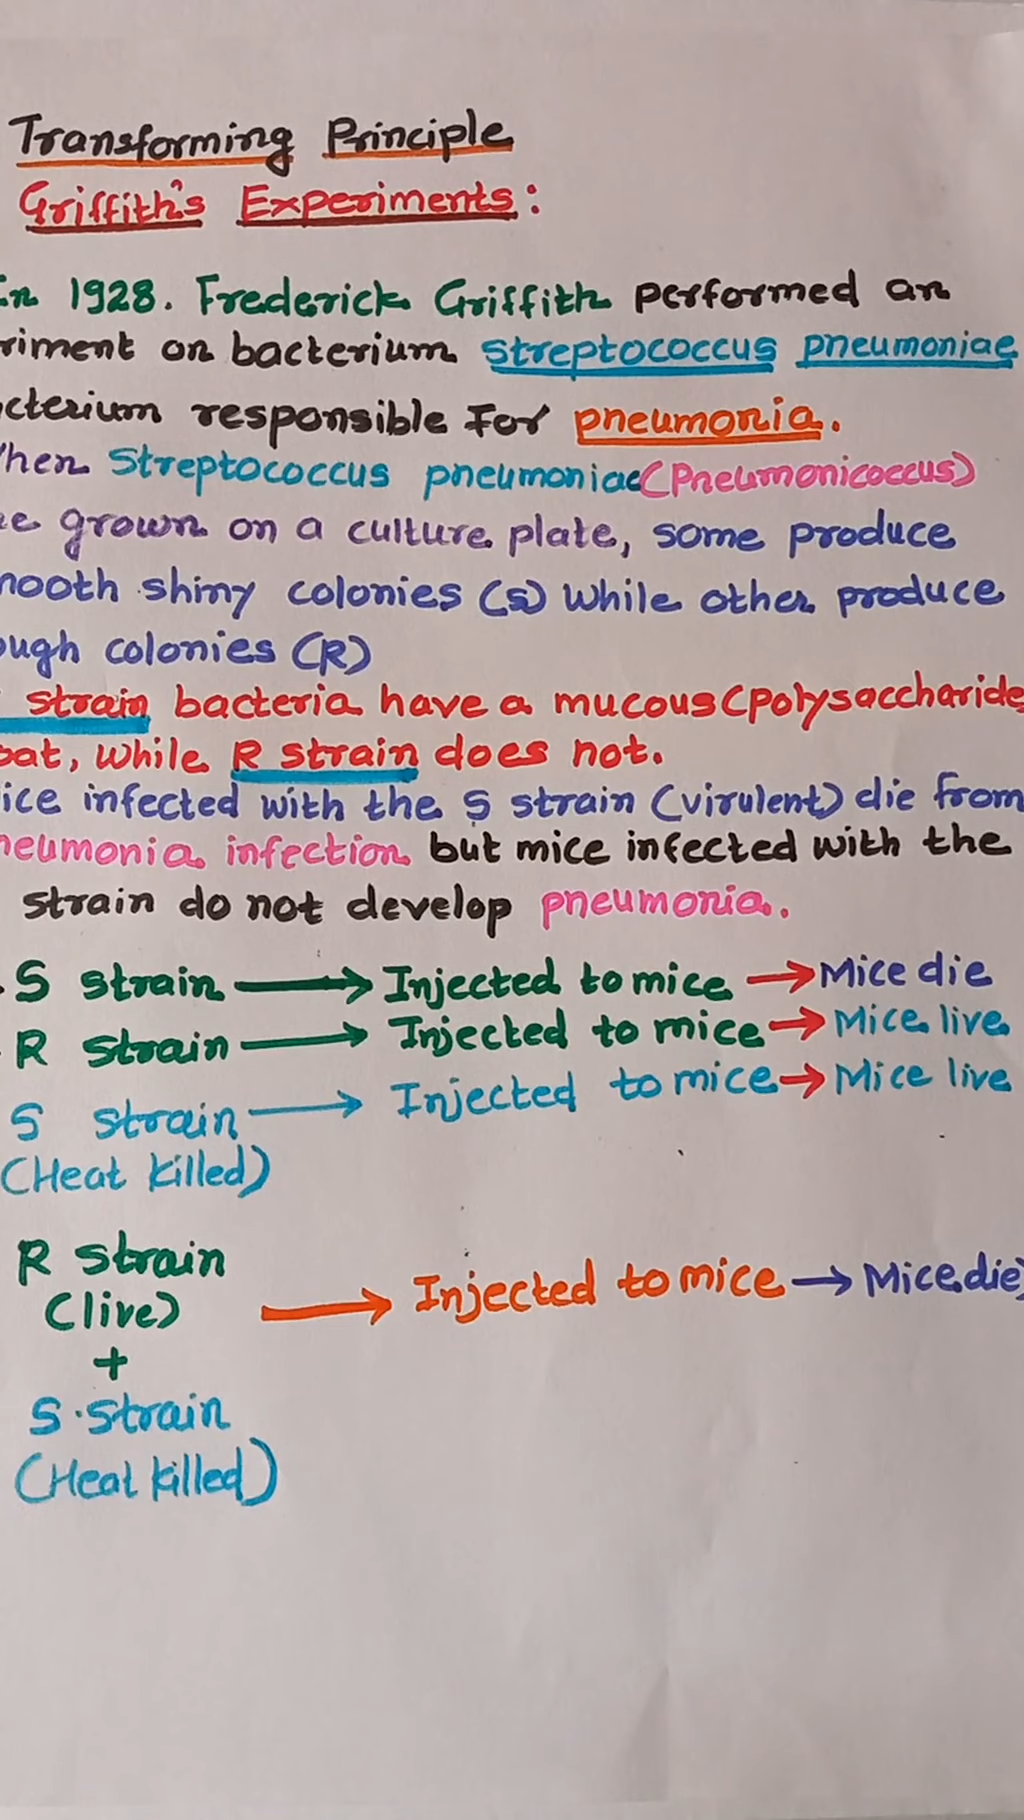 Transforming Principle
Griffith's Experiments:
In 1928. Frederick Griffith performed an
riment on bacterium streptococcus pneumoniae
cterium responsible for pneumonia.
hen Streptococcus pneumoniae (Pneumonicoccus)
e grown on a culture plate, some produce
mooth shiny colonies (S) while other produce
ough colonies (R)
strain bacteria have a mucous (polysaccharide
oat, while R strain does not.
ice infected with the S strain (virulent) die from
neumonia infection but mice infected with the
strain do not develop pneumonia.
S strain → Injected to mice → Mice die
R strain → Injected to mice → Mice live
S strain → Injected to mice → Mice live
(Heat killed)
R strain
(live) → Injected to mice → Mice die
+
S. strain
(Heat killed)